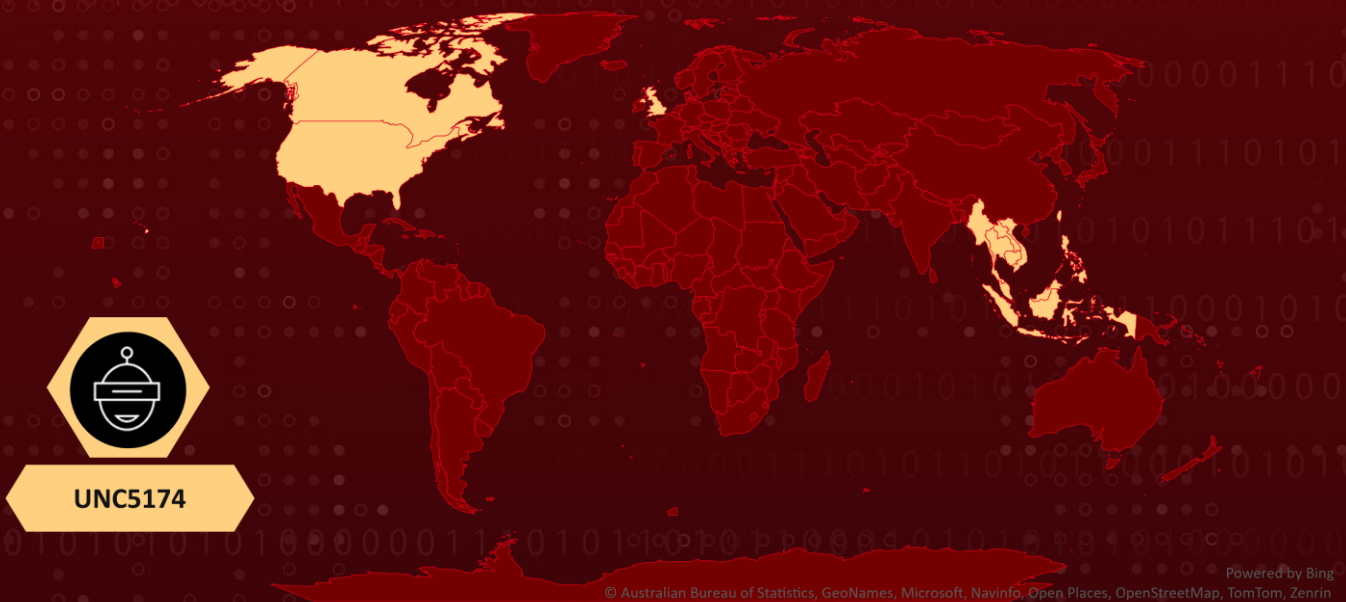 UNC5174
Powered by Bing
© Australian Bureau of Statistics, GeoNames, Microsoft, Navinfo, Open Places, OpenStreetMap, TomTom, Zenrin